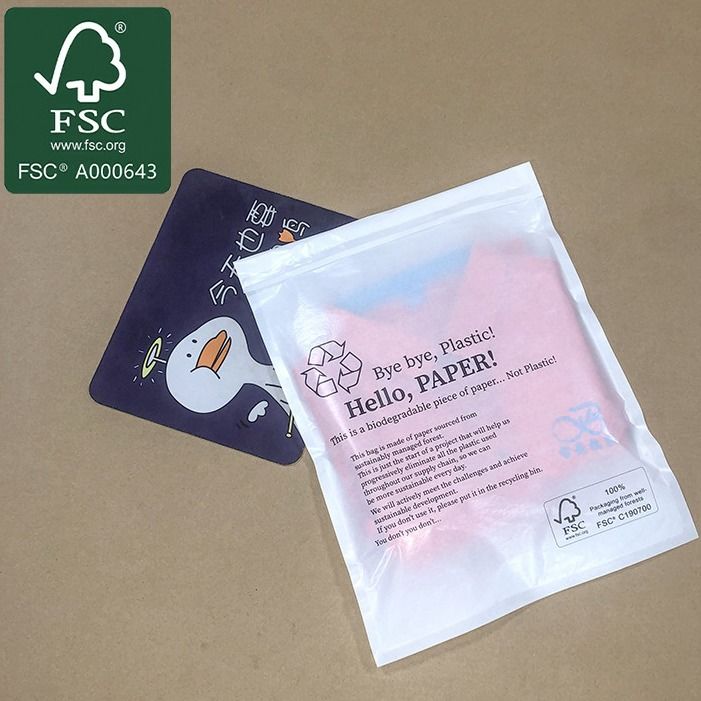 FSC
www.fsc.org
FSC® A000643
今天也要
Bye bye, Plastic!
Hello, PAPER!
This is a biodegradable piece of paper... Not Plastic!
This bag is made of paper sourced from
sustainably managed forest.
This is just the start of a project that will help us
progressively eliminate all the plastic used
throughout our supply chain, so we can
be more sustainable every day.
We will actively meet the challenges and achieve
sustainable development.
If you don't use it, please put it in the recycling bin.
You don't you don't...
FSC
www.fsc.org
100%
Packaging from well-
managed forests
FSC® C190700